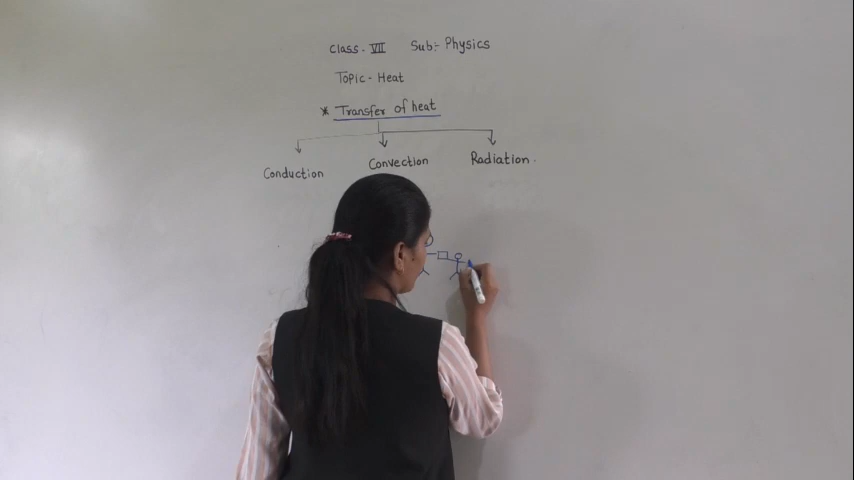 Class - VII Sub:- Physics
Topic - Heat
* Transfer of heat
Conduction Convection Radiation.